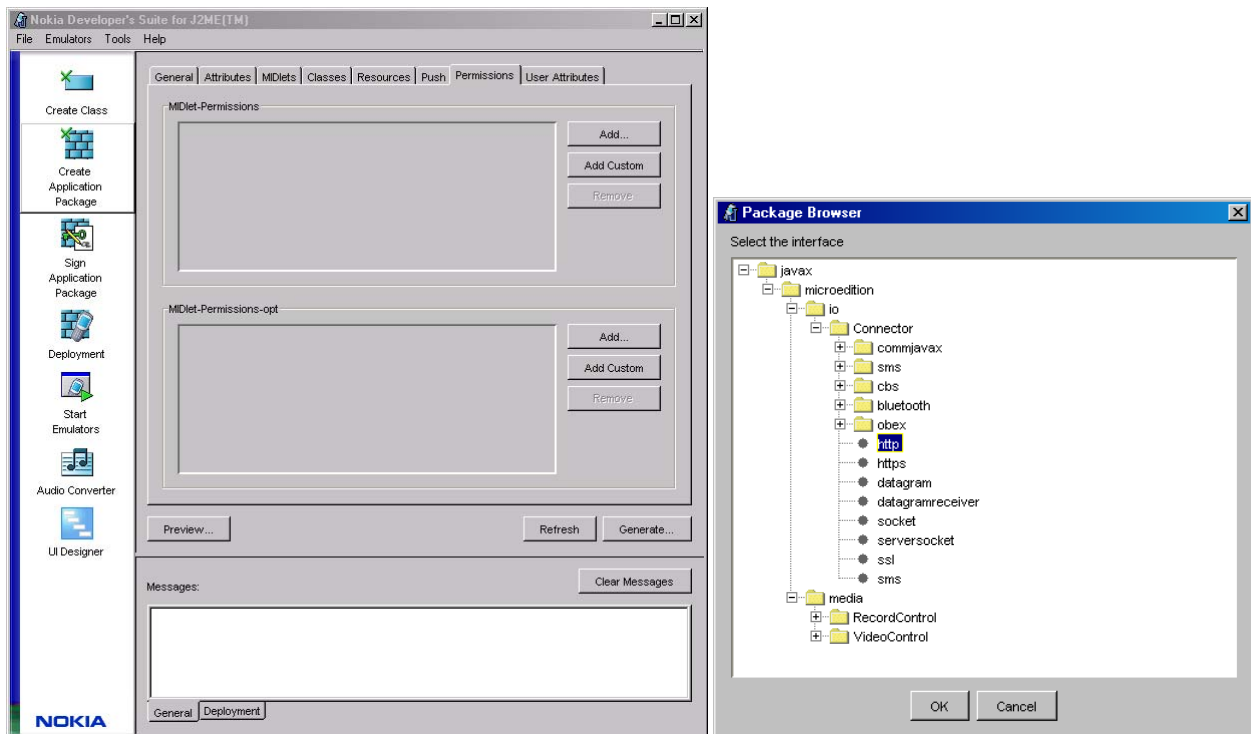 Nokia Developer's Suite for J2ME(TM)
File Emulators Tools Help
Create Class
Create
Application
Package
Sign
Application
Package
Deployment
Start
Emulators
Audio Converter
UI Designer
NOKIA
General Attributes MIDlets Classes Resources Push Permissions User Attributes
MIDlet-Permissions
Add...
Add Custom
Remove
MIDlet-Permissions-opt
Add...
Add Custom
Remove
Preview... Refresh Generate...
Messages: Clear Messages
General Deployment
Package Browser
Select the interface
javax
microedition
io
Connector
commjavax
sms
cbs
bluetooth
obex
http
https
datagram
datagramreceiver
socket
serversocket
ssl
sms
media
RecordControl
VideoControl
OK Cancel